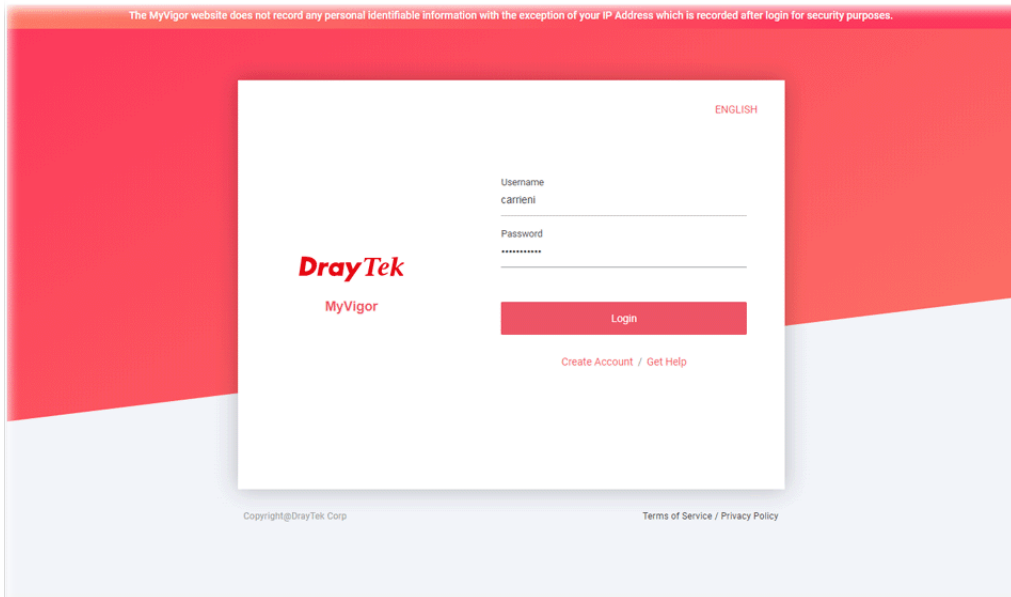 The MyVigor website does not record any personal identifiable information with the exception of your IP Address which is recorded after login for security purposes.
ENGLISH
Username
carrieni
Password
•••••••••••
DrayTek
MyVigor
Login
Create Account / Get Help
Copyright@DrayTek Corp
Terms of Service / Privacy Policy